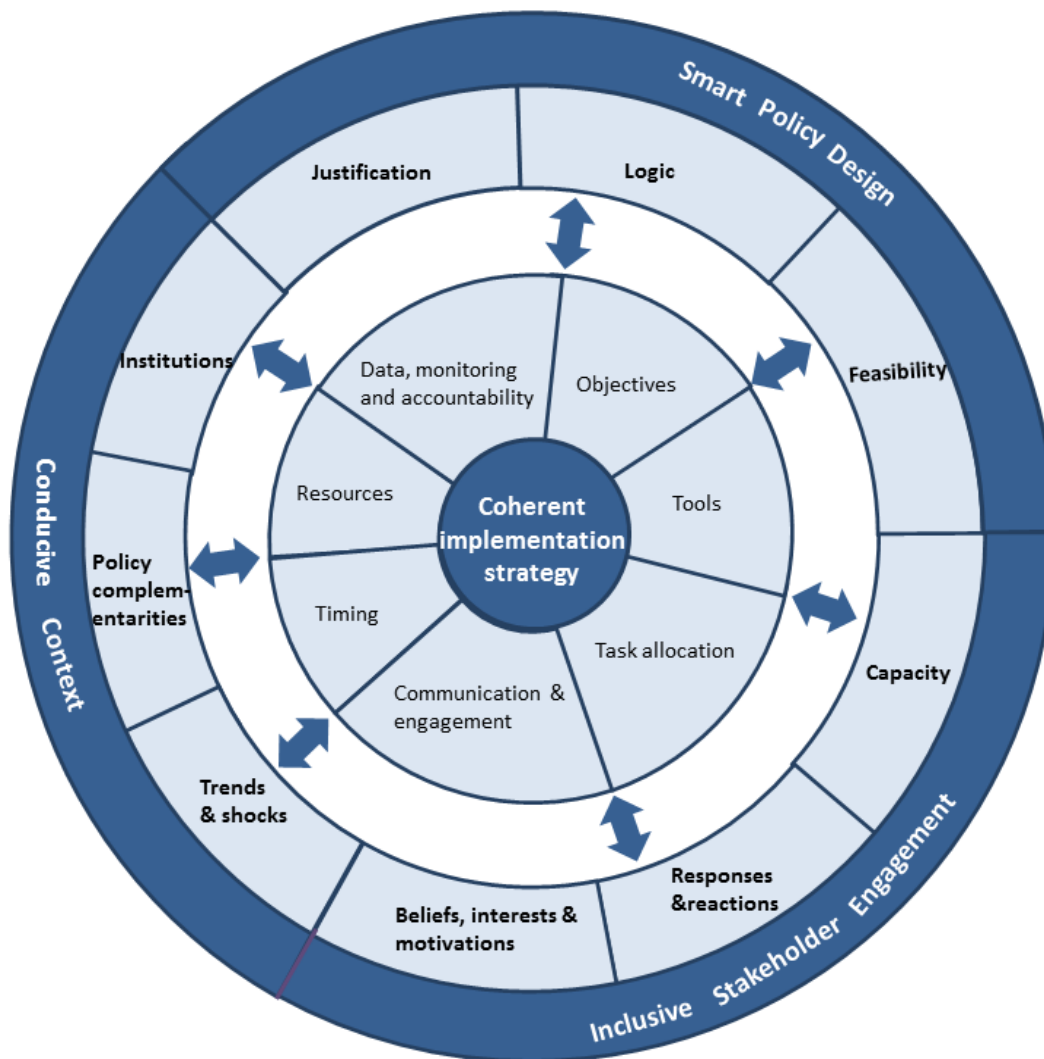 Smart Policy Design
Justification
Logic
Institutions
Feasibility
Data, monitoring
and accountability
Objectives
Resources
Tools
Coherent
implementation
strategy
Conducive Context
Policy
complem-
entarities
Timing
Task allocation
Capacity
Communication &
engagement
Trends
& shocks
Responses
&reactions
Beliefs, interests &
motivations
Inclusive Stakeholder Engagement